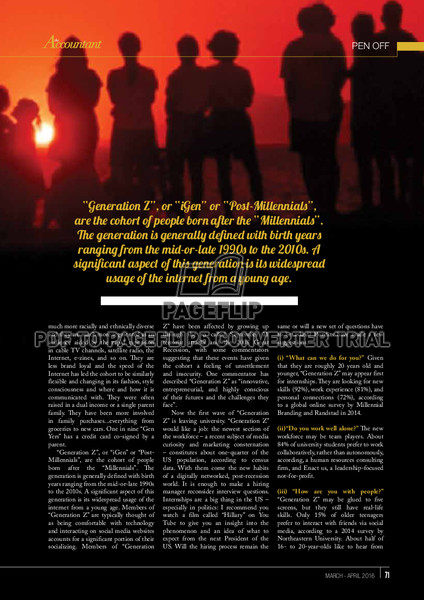 Accountant
PEN OFF
"Generation Z", or "iGen" or "Post-Millennials",
are the cohort of people born after the "Millennials".
The generation is generally defined with birth years
ranging from the mid-or-late 1990s to the 2010s. A
significant aspect of this generation is its widespread
usage of the internet from a young age.
PAGEFLIP
PDF TO PAGEFLIPS CONVERTER TRIAL
much more racially and ethnically diverse
in cable TV channels, satellite radio, the
Internet, e-zines, and so on. They are
less brand loyal and the speed of the
Internet has led the cohort to be similarly
flexible and changing in its fashion, style
consciousness and where and how it is
communicated with. They were often
raised in a dual income or a single parent
family. They have been more involved
in family purchases...everything from
groceries to new cars. One in nine "Gen
Yers" has a credit card co-signed by a
parent.
"Generation Z", or "iGen" or "Post-
Millennials", are the cohort of people
born after the "Millennials". The
generation is generally defined with birth
years ranging from the mid-or-late 1990s
to the 2010s. A significant aspect of this
generation is its widespread usage of the
internet from a young age. Members of
"Generation Z" are typically thought of
as being comfortable with technology
and interacting on social media websites
accounts for a significant portion of their
socializing. Members of "Generation
Z" have been affected by growing up
Recession, with some commentation
suggesting that these events have given
the cohort a feeling of unsettlement
and insecurity. One commentator has
described "Generation Z" as "innovative,
entrepreneurial, and highly conscious
of their futures and the challenges they
face".
Now the first wave of "Generation
Z" is leaving university. "Generation Z"
would like a job: the newest section of
the workforce – a recent subject of media
curiosity and marketing consternation
– constitutes about one-quarter of the
US population, according to census
data. With them come the new habits
of a digitally networked, post-recession
world. It is enough to make a hiring
manager reconsider interview questions.
Internships are a big thing in the US –
especially in politics: I recommend you
watch a film called "Hillary" on You
Tube to give you an insight into the
phenomenon and an idea of what to
expect from the next President of the
US. Will the hiring process remain the
same or will a new set of questions have
(i) "What can we do for you?" Given
that they are roughly 20 years old and
younger, "Generation Z" may appear first
for internships. They are looking for new
skills (92%), work experience (81%), and
personal connections (72%), according
to a global online survey by Millennial
Branding and Randstad in 2014.
(ii)"Do you work well alone?" The new
workforce may be team players. About
84% of university students prefer to work
collaboratively, rather than autonomously,
according, a human resources consulting
firm, and Enact us, a leadership-focused
not-for-profit.
(iii) "How are you with people?"
"Generation Z" may be glued to five
screens, but they still have real-life
skills. Only 15% of older teenagers
prefer to interact with friends via social
media, according to a 2014 survey by
Northeastern University. About half of
16- to 20-year-olds like to hear from
MARCH - APRIL 2016
71